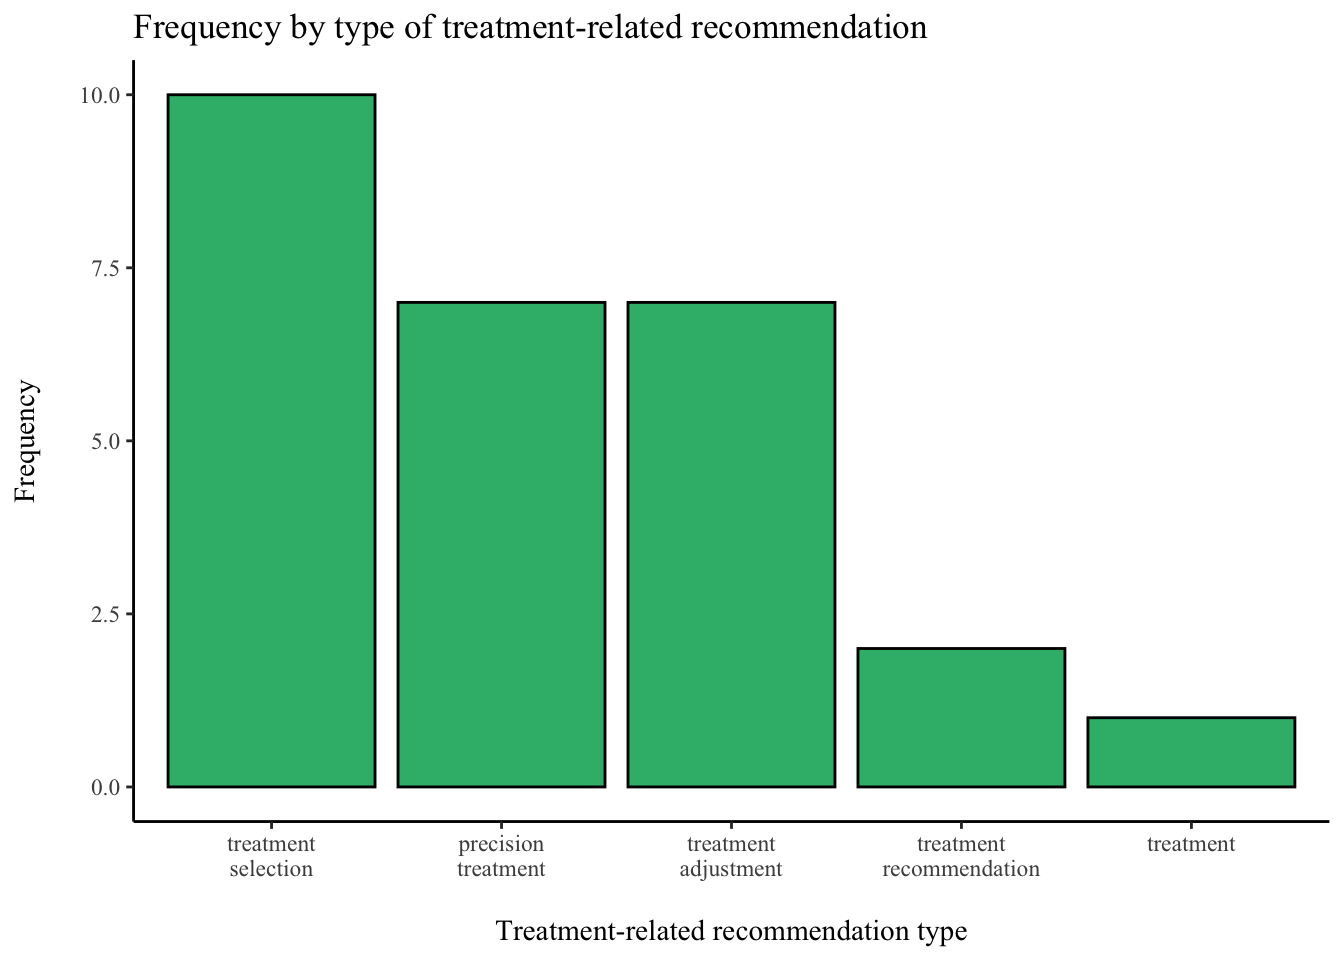 Frequency by type of treatment-related recommendation
10.0
7.5
5.0
2.5
0.0
Frequency
treatment
selection
precision
treatment
treatment
adjustment
treatment
recommendation
treatment
Treatment-related recommendation type